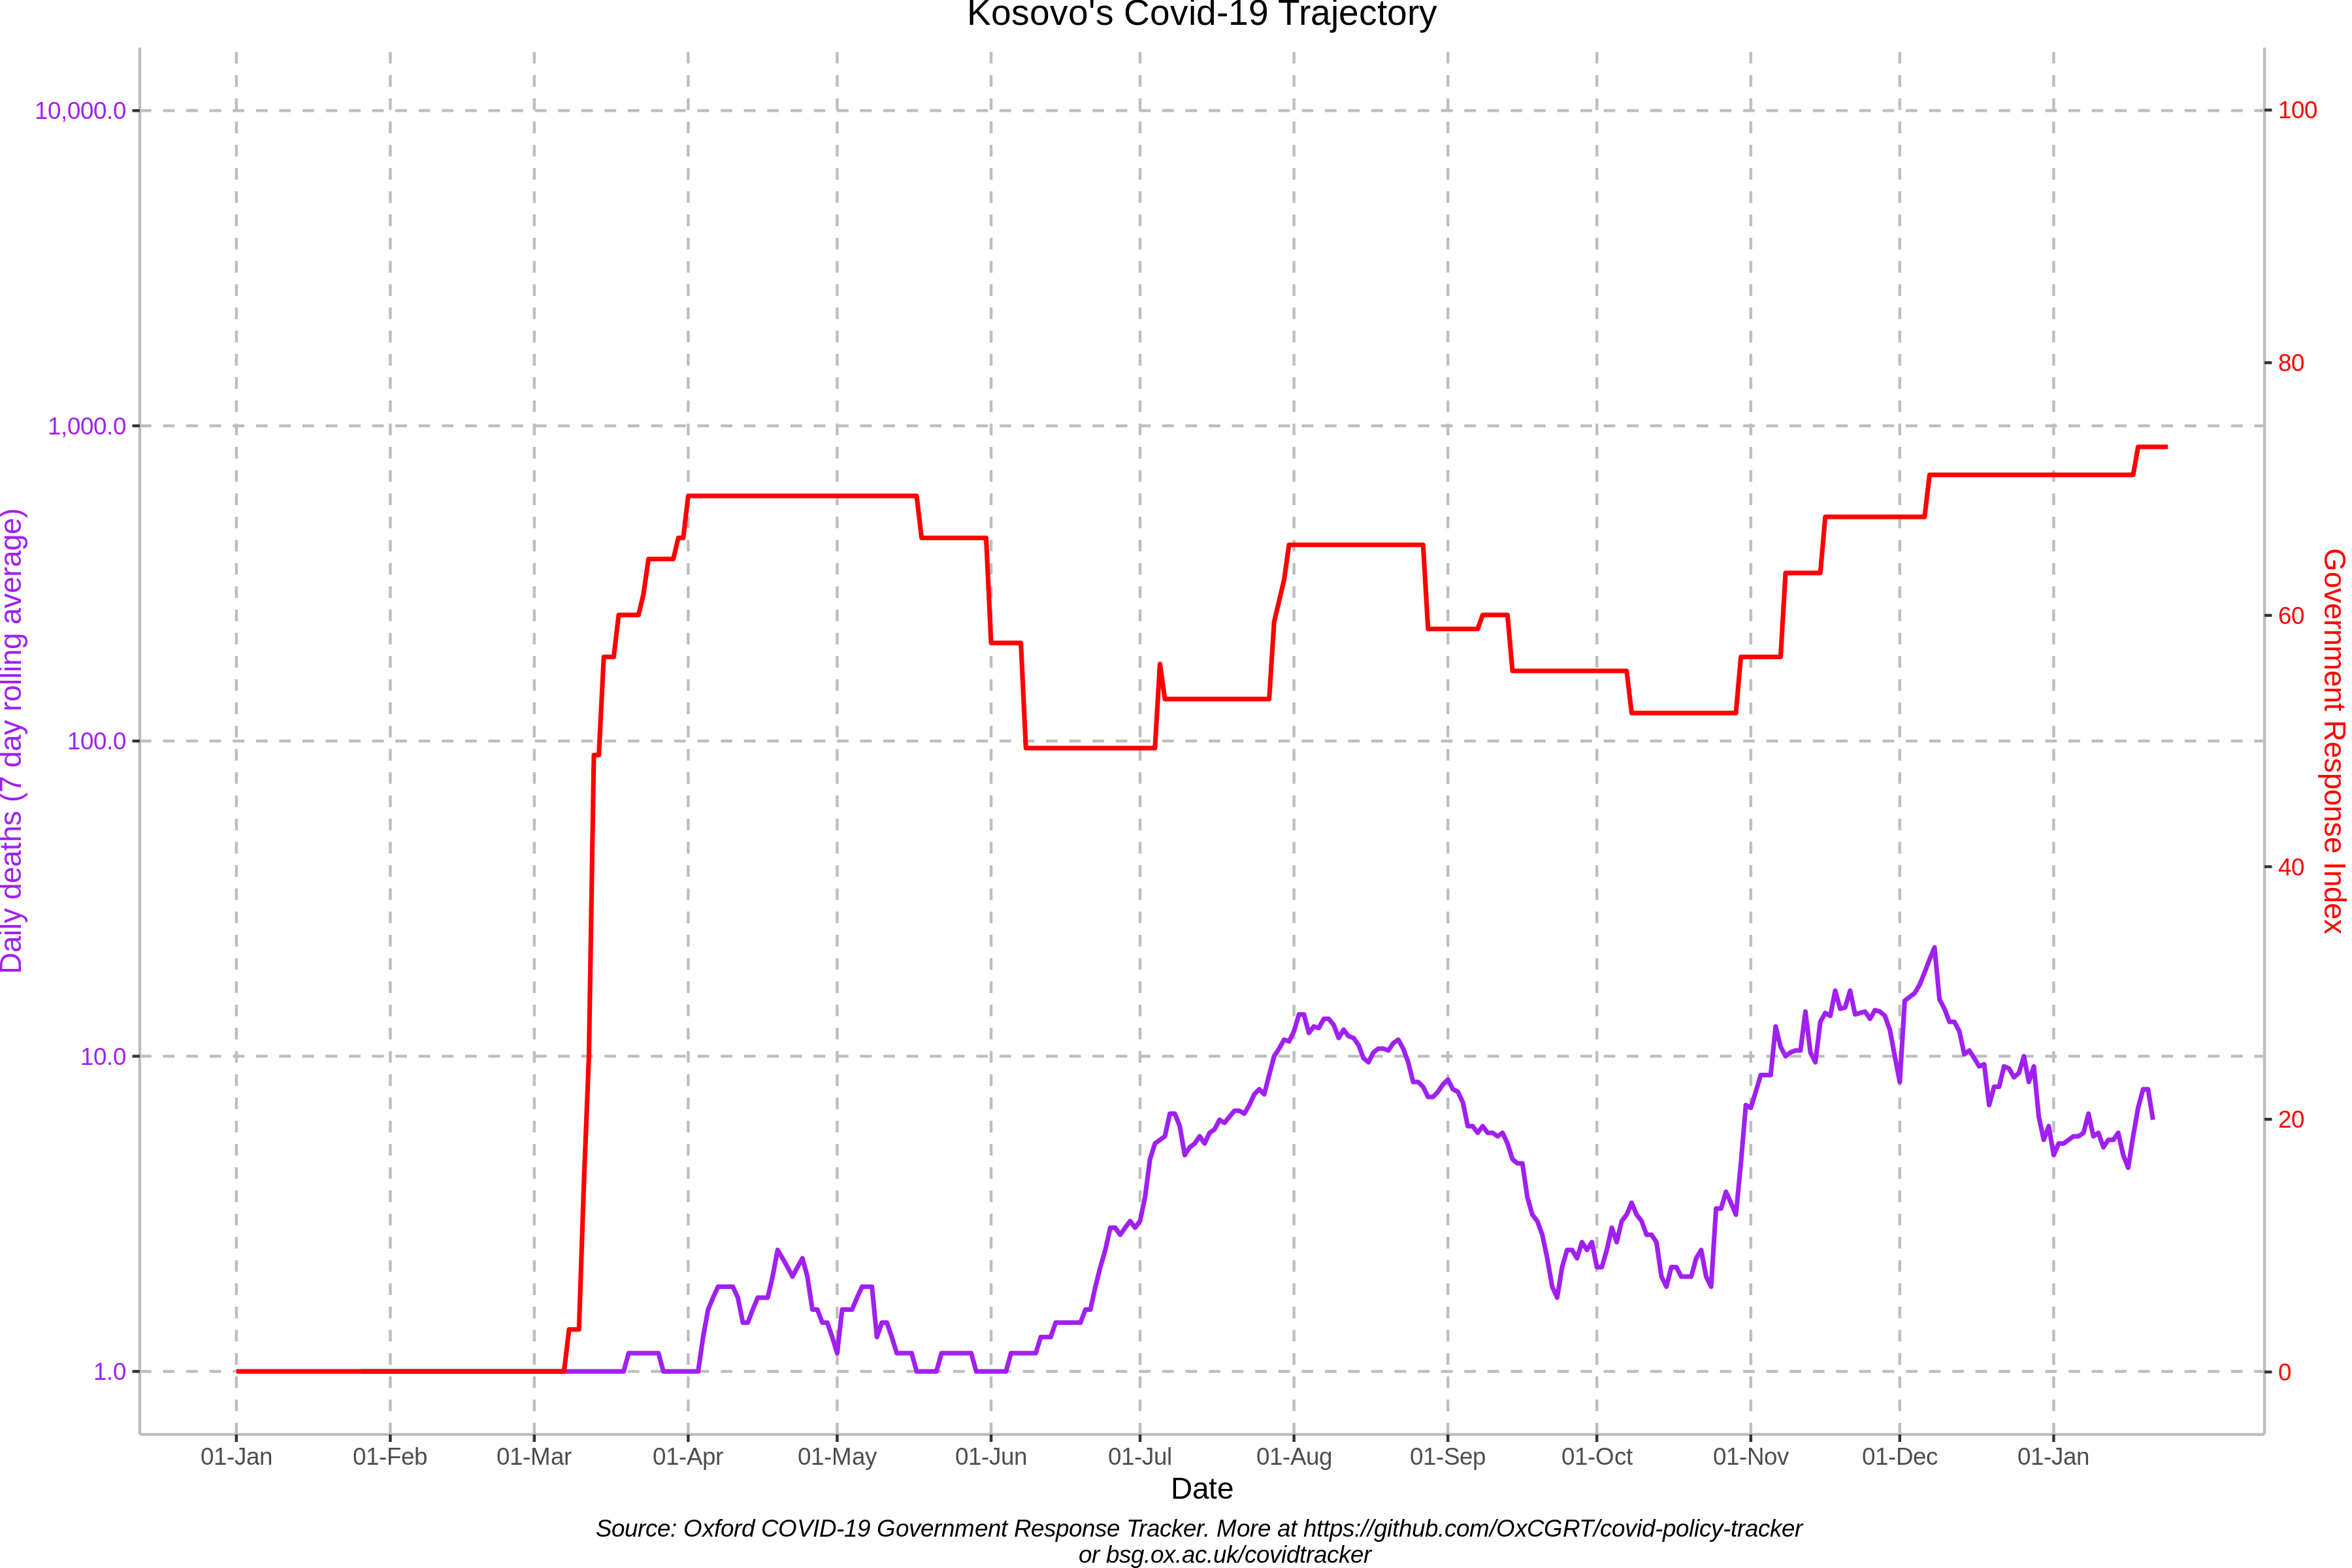 Kosovo's Covid-19 Trajectory
10,000.0
1,000.0
100.0
10.0
1.0
Daily deaths (7 day rolling average)
100
80
60
40
20
0
Government Response Index
01-Jan 01-Feb 01-Mar 01-Apr 01-May 01-Jun 01-Jul 01-Aug 01-Sep 01-Oct 01-Nov 01-Dec 01-Jan
Date
Source: Oxford COVID-19 Government Response Tracker. More at https://github.com/OxCGRT/covid-policy-tracker
or bsg.ox.ac.uk/covidtracker